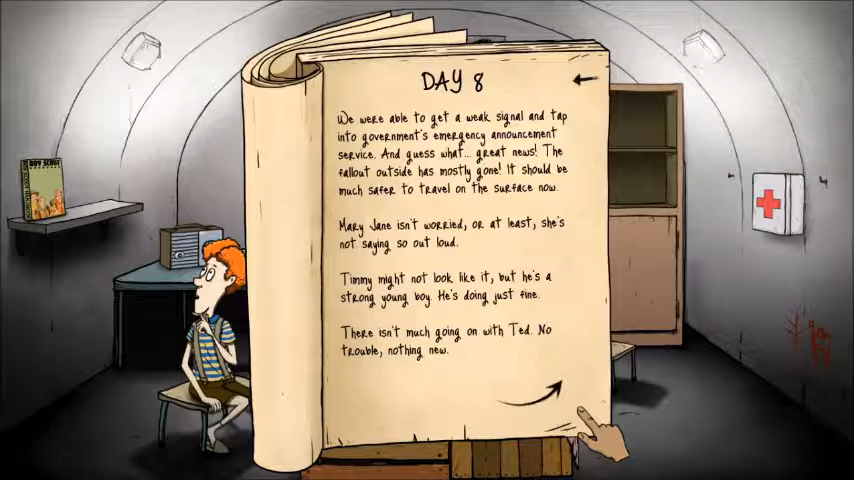 DAY 8
We were able to get a weak signal and tap
into government's emergency announcement
service. And guess what... great news! The
fallout outside has mostly gone! It should be
much safer to travel on the surface now.
Mary Jane isn't worried, or at least, she's
not saying so out loud.
Timmy might not look like it, but he's a
strong young boy. He's doing just fine.
There isn't much going on with Ted. No
trouble, nothing new.
BOY SCOUT